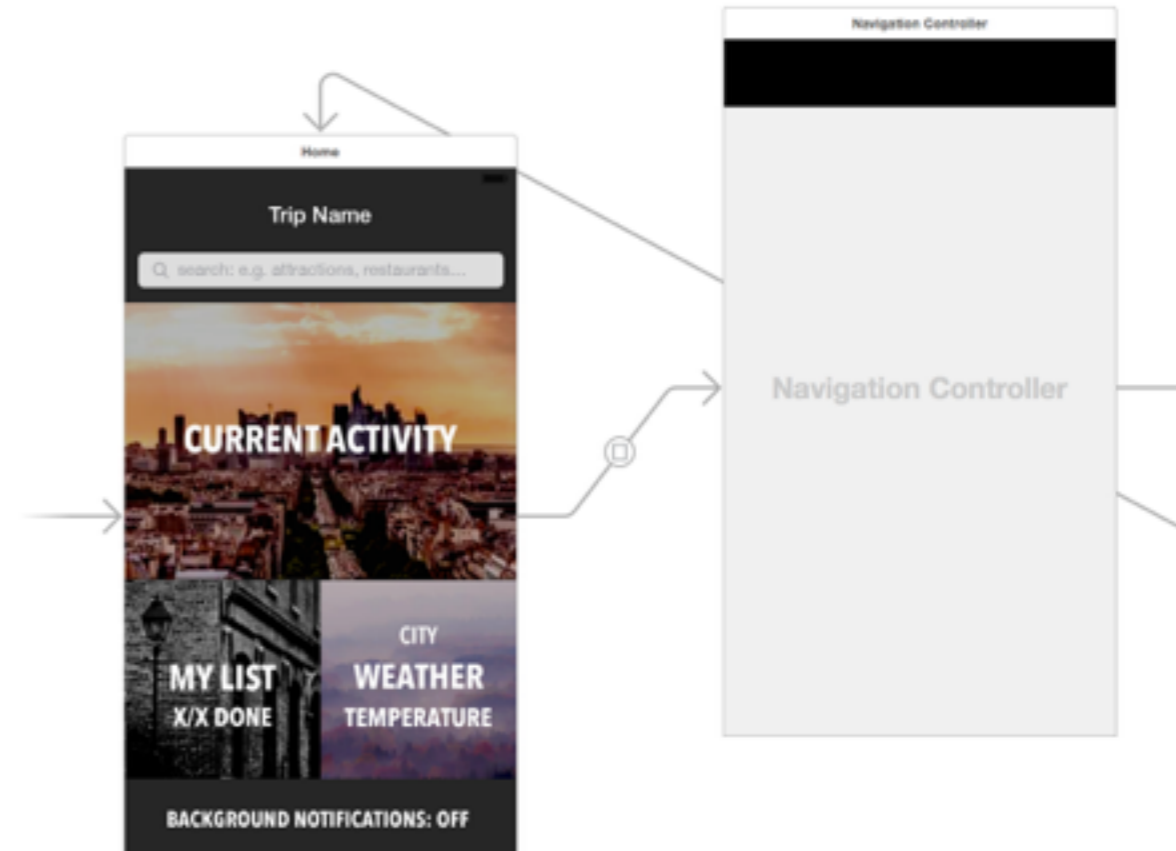 Navigation Controller
Home
Trip Name
search: e.g. attractions, restaurants...
CURRENT ACTIVITY
MY LIST
X/X DONE
CITY
WEATHER
TEMPERATURE
BACKGROUND NOTIFICATIONS: OFF
Navigation Controller